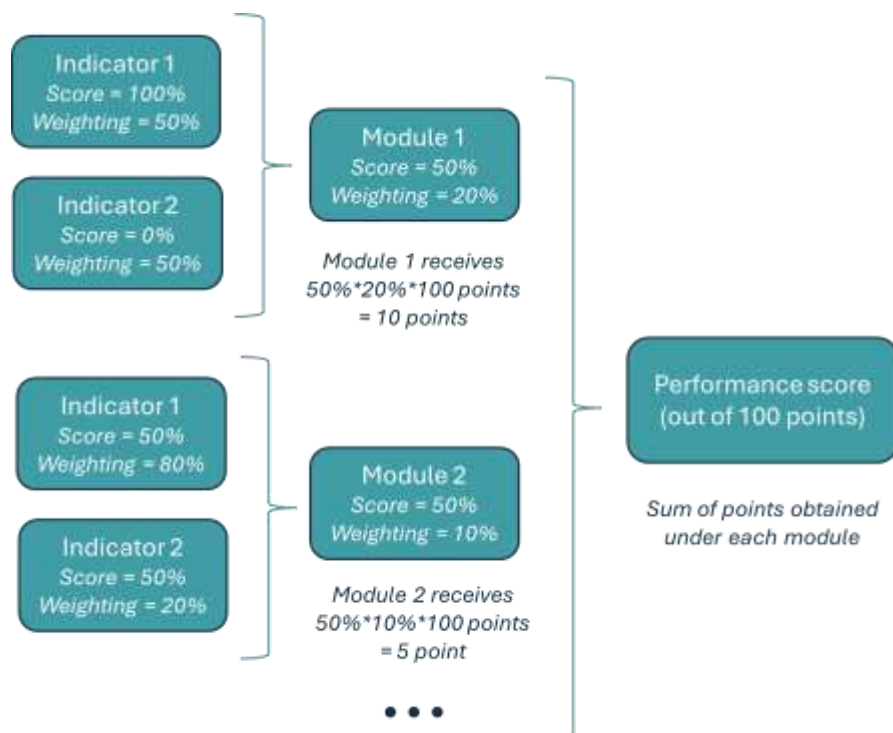 Indicator 1
Score = 100%
Weighting = 50%
Indicator 2
Score = 0%
Weighting = 50%
Module 1
Score = 50%
Weighting = 20%
Module 1 receives
50%*20%*100 points
= 10 points
Indicator 1
Score = 50%
Weighting = 80%
Indicator 2
Score = 50%
Weighting = 20%
Module 2
Score = 50%
Weighting = 10%
Module 2 receives
50%*10%*100 points
= 5 point
•••
Performance score
(out of 100 points)
Sum of points obtained
under each module